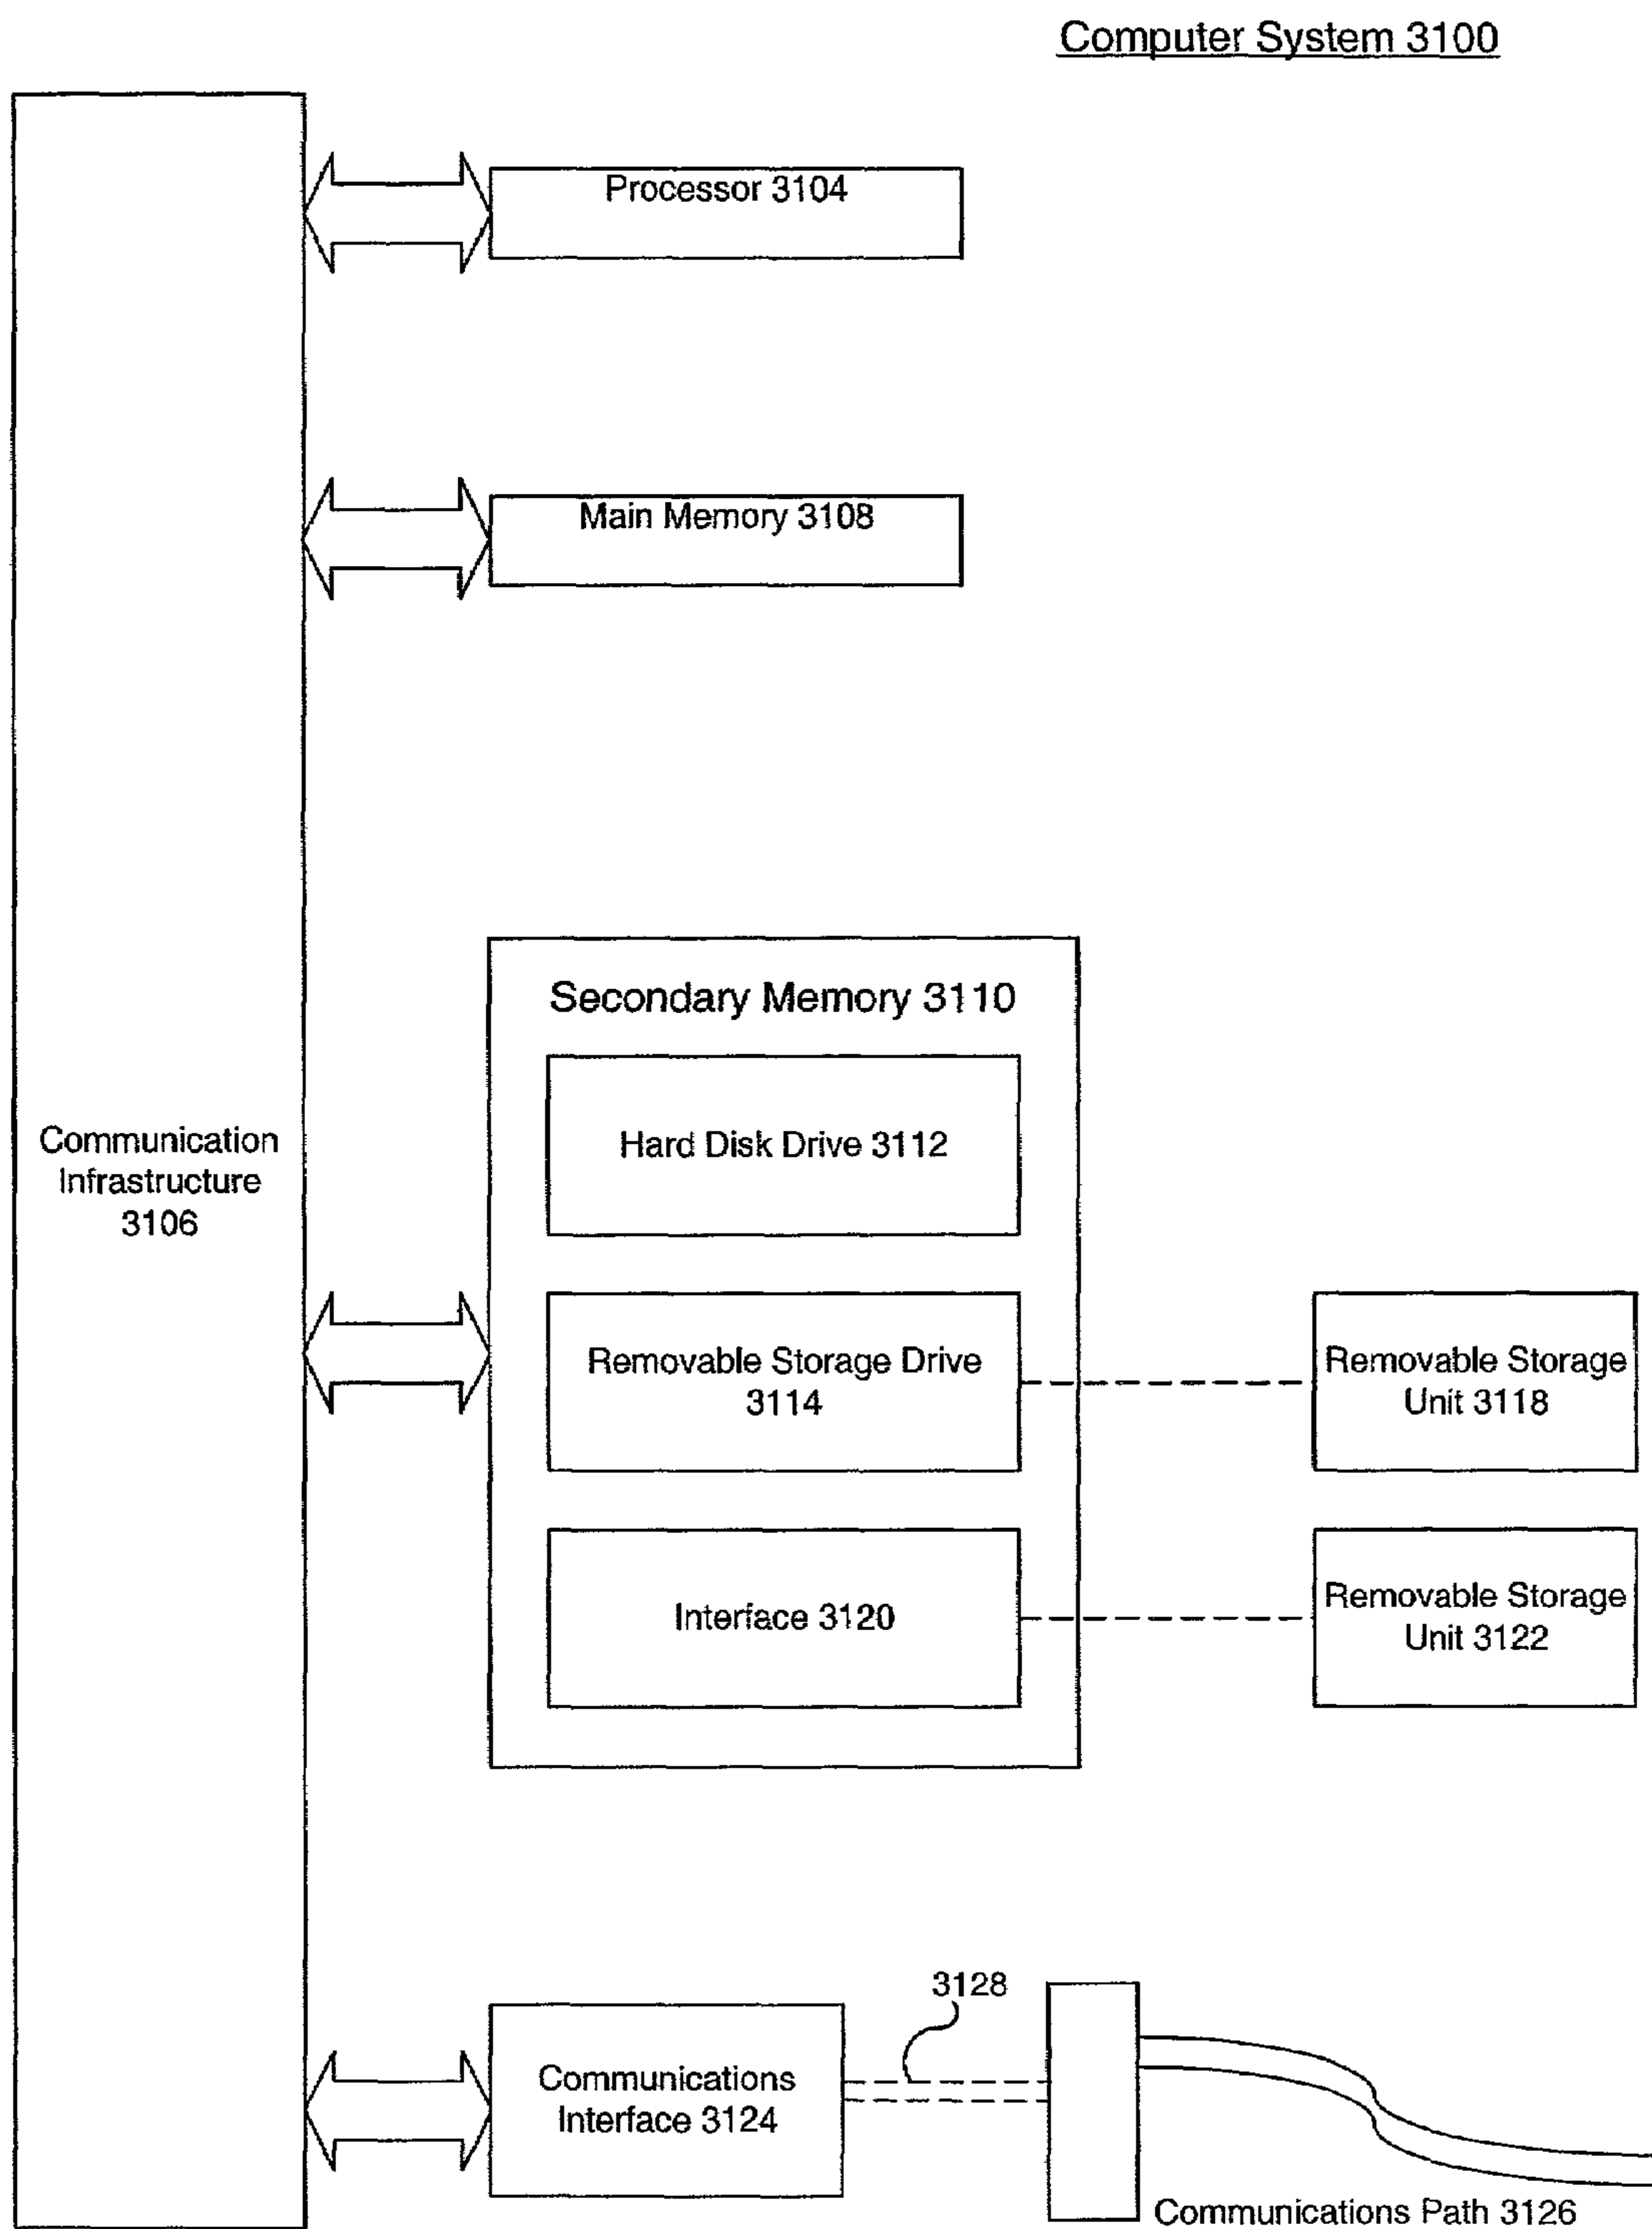 Computer System 3100
Processor 3104
Main Memory 3108
Secondary Memory 3110
Hard Disk Drive 3112
Communication
Infrastructure
3106
Removable Storage Drive
3114
Removable Storage
Unit 3118
Interface 3120
Removable Storage
Unit 3122
3128
Communications
Interface 3124
Communications Path 3126